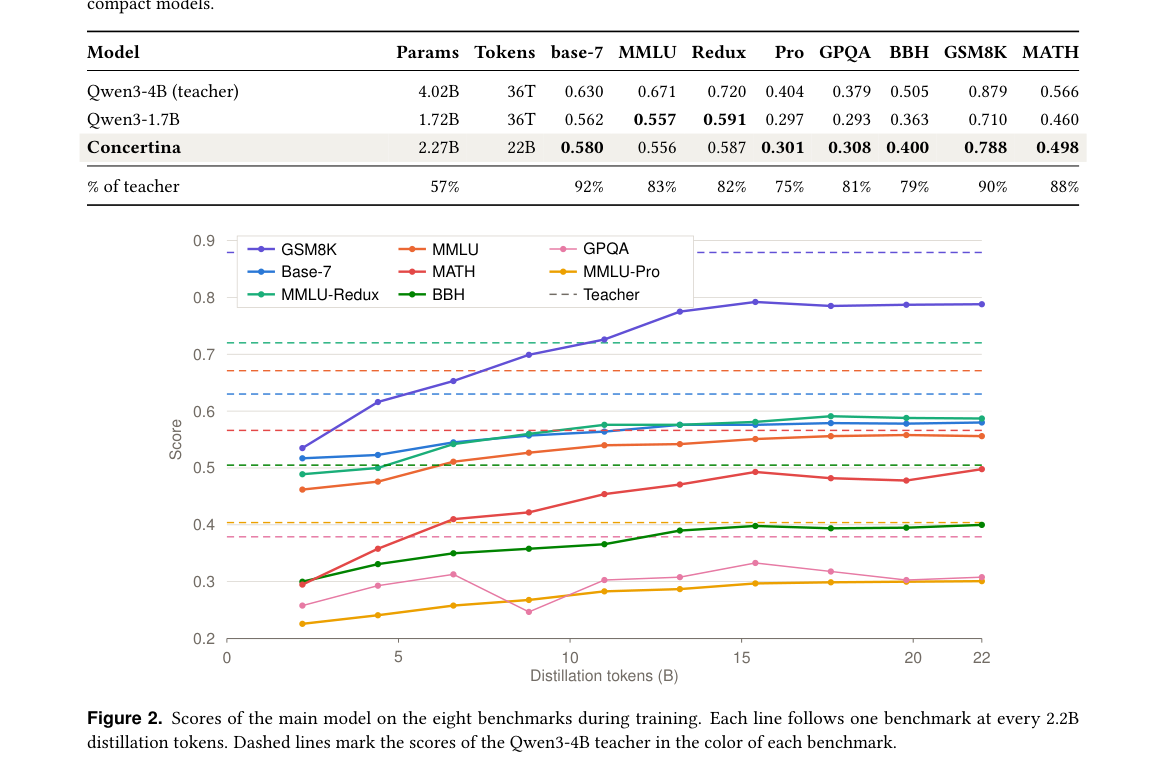 compact models.
Model Params Tokens base-7 MMLU Redux Pro GPQA BBH GSM8K MATH
Qwen3-4B (teacher) 4.02B 36T 0.630 0.671 0.720 0.404 0.379 0.505 0.879 0.566
Qwen3-1.7B 1.72B 36T 0.562 0.557 0.591 0.297 0.293 0.363 0.710 0.460
Concertina 2.27B 22B 0.580 0.556 0.587 0.301 0.308 0.400 0.788 0.498
% of teacher 57% 92% 83% 82% 75% 81% 79% 90% 88%
GSM8K MMLU GPQA
Base-7 MATH MMLU-Pro
MMLU-Redux BBH Teacher
0.9
0.8
0.7
0.6
0.5
0.4
0.3
0.2
Score
0 5 10 15 20 22
Distillation tokens (B)
Figure 2. Scores of the main model on the eight benchmarks during training. Each line follows one benchmark at every 2.2B
distillation tokens. Dashed lines mark the scores of the Qwen3-4B teacher in the color of each benchmark.